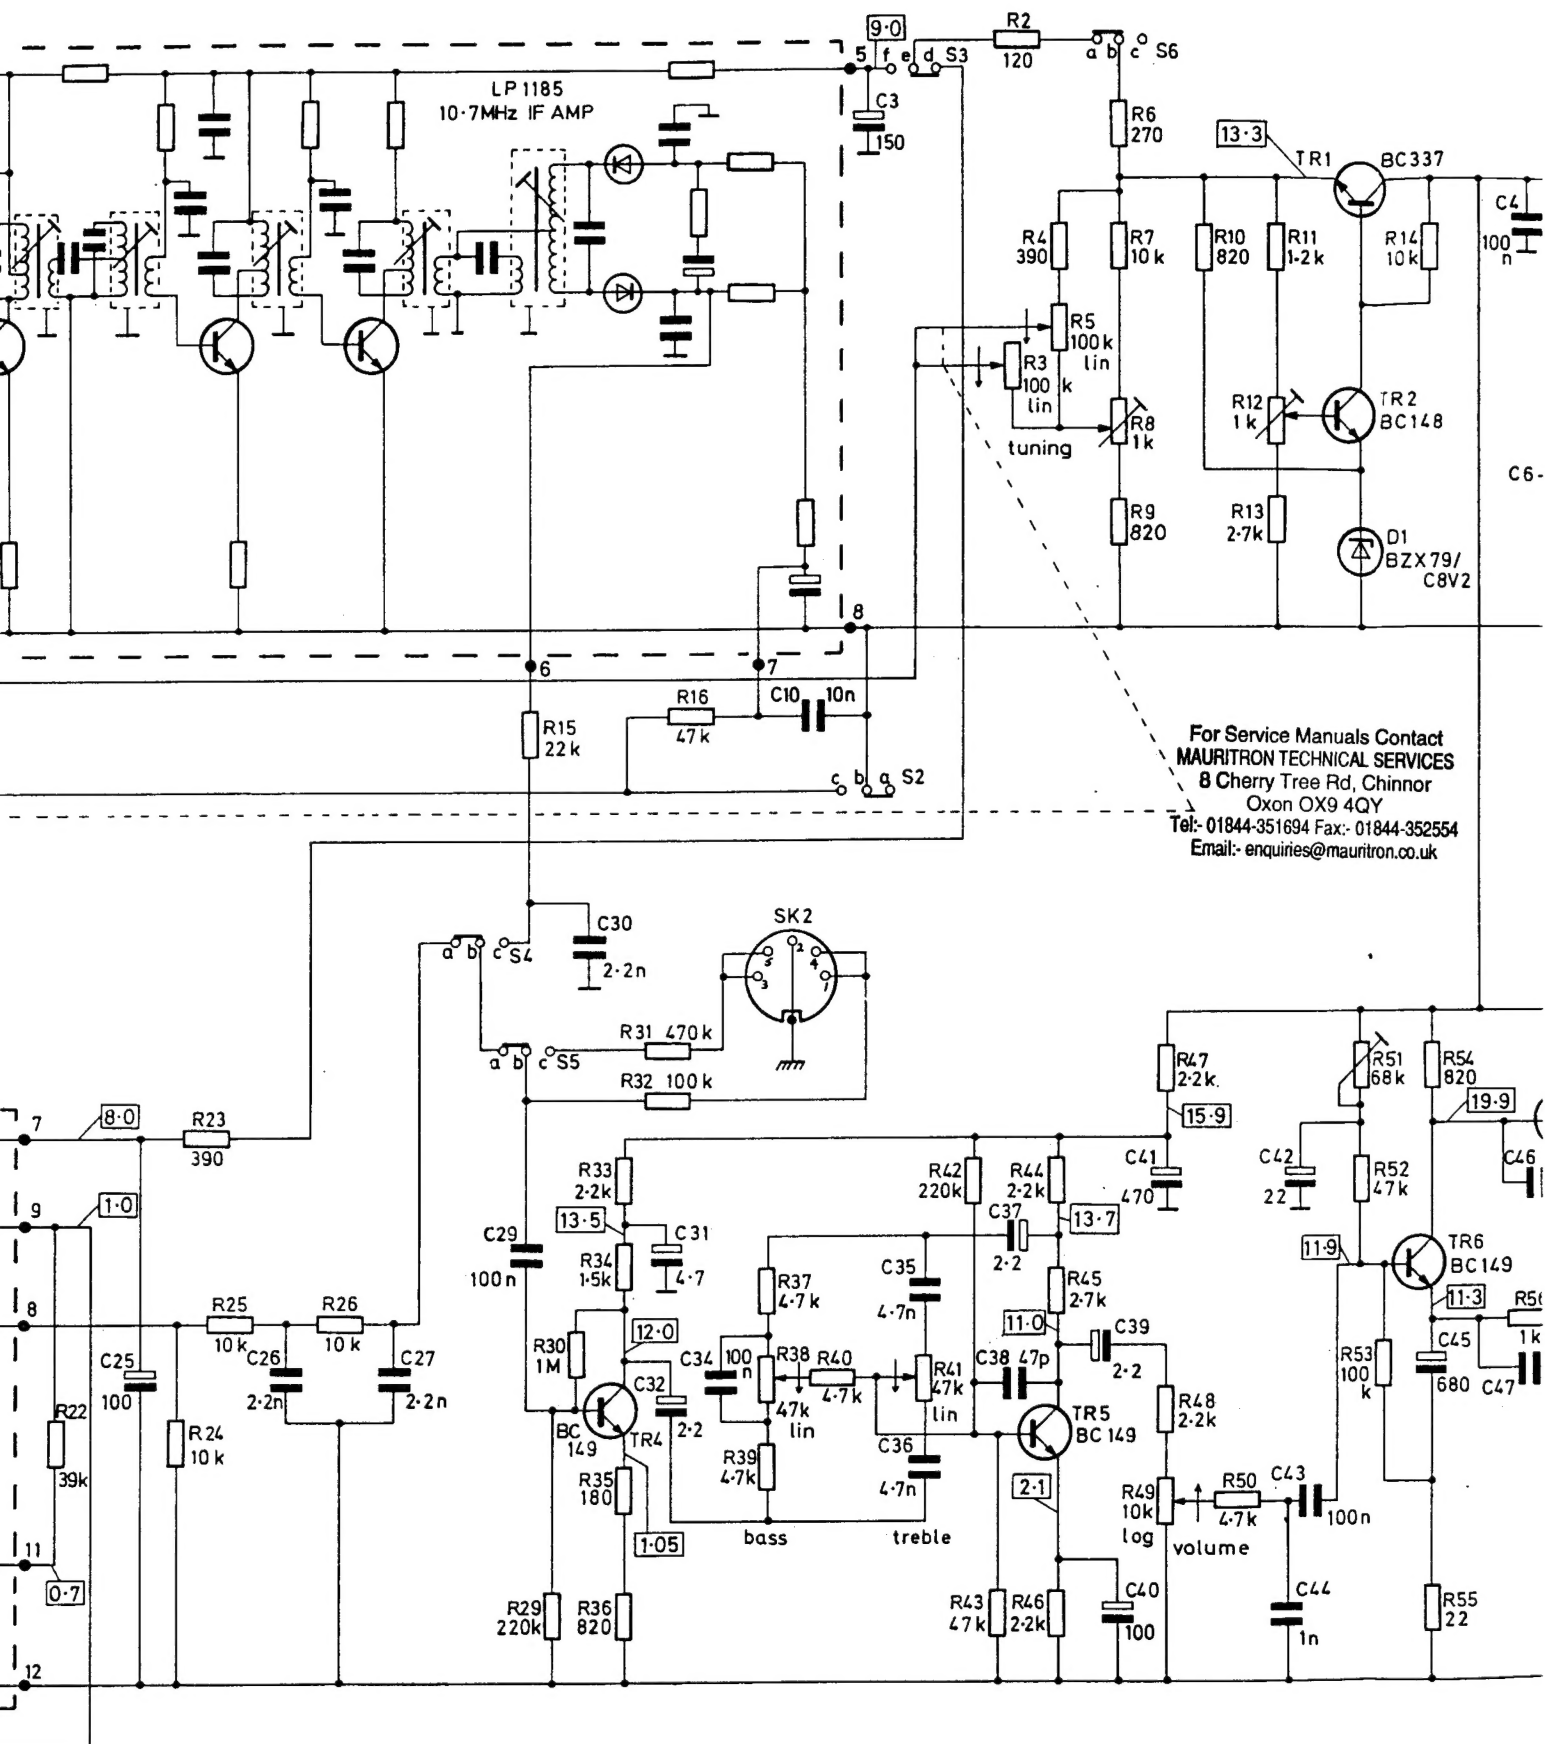 9·0
5 f e d S3
R2
120
a b c S6
LP1185
10·7MHz IF AMP
C3
150
R6
270
13·3
TR1
BC337
C4
100
n
R4
390
R7
10k
R10
820
R11
1·2k
R14
10k
R5
100k
lin
R3
100 k
lin
tuning
R8
1k
R12
1k
TR2
BC148
C6-
R9
820
R13
2·7k
D1
BZX79/
C8V2
8
6
7
R16
47k
C10 10n
R15
22k
c b a S2
For Service Manuals Contact
MAURITRON TECHNICAL SERVICES
8 Cherry Tree Rd, Chinnor
Oxon OX9 4QY
Tel:- 01844-351694 Fax:- 01844-352554
Email:- enquiries@mauritron.co.uk
SK2
5 2 4
3 1
C30
2·2n
a b c S4
a b c S5
R31 470k
R32 100k
R47
2·2k
15·9
R51
68k
R54
820
19·9
7
8·0
R23
390
9
1·0
R33
2·2k
13·5
R34
1·5k
C31
4·7
C29
100n
R42
220k
R44
2·2k
C41
470
C42
22
R52
47k
C46
C37
2·2
13·7
11·9
TR6
BC149
11·3
R37
4·7k
C35
4·7n
R45
2·7k
11·0
C39
2·2
8
R25
10k
R26
10k
C25
100
C26
2·2n
C27
2·2n
R30
1M
12·0
C32
2·2
C34
100
n
R38
47k
lin
R40
4·7k
R41
47k
lin
C38 47p
R53
100
k
C45
680
R56
1k
C47
R22
39k
R24
10k
BC
149
TR4
R39
4·7k
C36
4·7n
TR5
BC149
R48
2·2k
R35
180
1·05
bass
treble
2·1
R49
10k
log
volume
R50
4·7k
C43
100n
11
0·7
R29
220k
R36
820
R43
47k
R46
2·2k
C40
100
C44
1n
R55
22
12